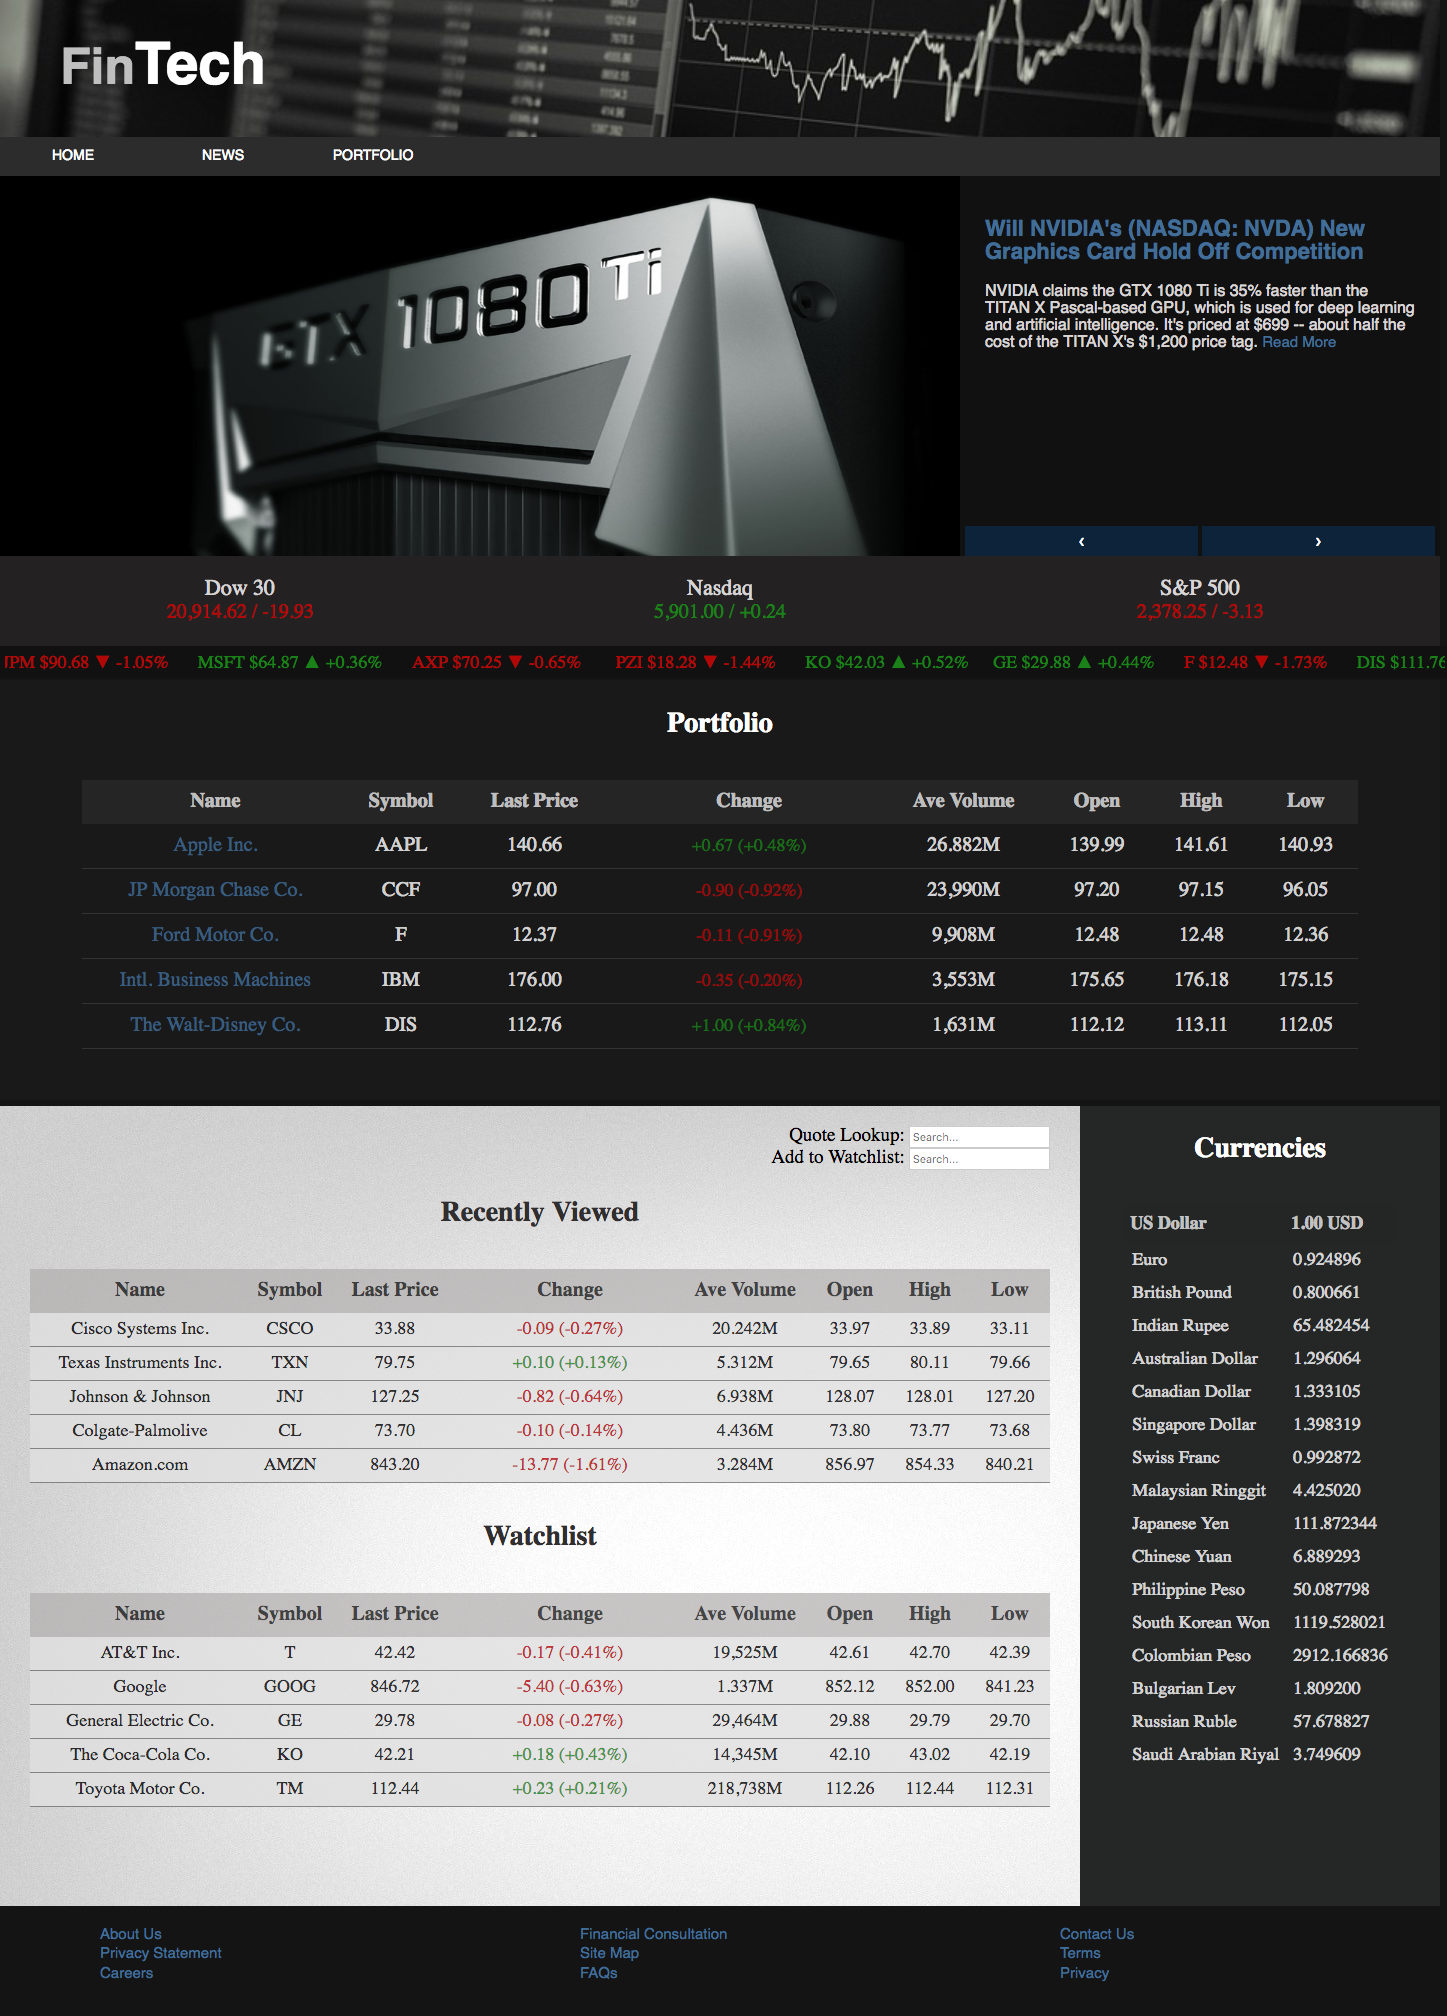 FinTech
HOME NEWS PORTFOLIO
GTX 1080 Ti
Will NVIDIA's (NASDAQ: NVDA) New
Graphics Card Hold Off Competition
NVIDIA claims the GTX 1080 Ti is 35% faster than the
TITAN X Pascal-based GPU, which is used for deep learning
and artificial intelligence. It's priced at $699 -- about half the
cost of the TITAN X's $1,200 price tag. Read More
‹ ›
Dow 30 Nasdaq S&P 500
20,914.62 / -19.93 5,901.00 / +0.24 2,378.25 / -3.13
$90.68 ▼ -1.05% MSFT $64.87 ▲ +0.36% AXP $70.25 ▼ -0.65% PZI $18.28 ▼ -1.44% KO $42.03 ▲ +0.52% GE $29.88 ▲ +0.44% F $12.48 ▼ -1.73% DIS $111.76
Portfolio
Name Symbol Last Price Change Ave Volume Open High Low
Apple Inc. AAPL 140.66 +0.67 (+0.48%) 26.882M 139.99 141.61 140.93
JP Morgan Chase Co. CCF 97.00 -0.90 (-0.92%) 23,990M 97.20 97.15 96.05
Ford Motor Co. F 12.37 -0.11 (-0.91%) 9,908M 12.48 12.48 12.36
Intl. Business Machines IBM 176.00 -0.35 (-0.20%) 3,553M 175.65 176.18 175.15
The Walt-Disney Co. DIS 112.76 +1.00 (+0.84%) 1,631M 112.12 113.11 112.05
Quote Lookup: Search...
Add to Watchlist: Search...
Recently Viewed
Name Symbol Last Price Change Ave Volume Open High Low
Cisco Systems Inc. CSCO 33.88 -0.09 (-0.27%) 20.242M 33.97 33.89 33.11
Texas Instruments Inc. TXN 79.75 +0.10 (+0.13%) 5.312M 79.65 80.11 79.66
Johnson & Johnson JNJ 127.25 -0.82 (-0.64%) 6.938M 128.07 128.01 127.20
Colgate-Palmolive CL 73.70 -0.10 (-0.14%) 4.436M 73.80 73.77 73.68
Amazon.com AMZN 843.20 -13.77 (-1.61%) 3.284M 856.97 854.33 840.21
Watchlist
Name Symbol Last Price Change Ave Volume Open High Low
AT&T Inc. T 42.42 -0.17 (-0.41%) 19,525M 42.61 42.70 42.39
Google GOOG 846.72 -5.40 (-0.63%) 1.337M 852.12 852.00 841.23
General Electric Co. GE 29.78 -0.08 (-0.27%) 29,464M 29.88 29.79 29.70
The Coca-Cola Co. KO 42.21 +0.18 (+0.43%) 14,345M 42.10 43.02 42.19
Toyota Motor Co. TM 112.44 +0.23 (+0.21%) 218,738M 112.26 112.44 112.31
Currencies
US Dollar 1.00 USD
Euro 0.924896
British Pound 0.800661
Indian Rupee 65.482454
Australian Dollar 1.296064
Canadian Dollar 1.333105
Singapore Dollar 1.398319
Swiss Franc 0.992872
Malaysian Ringgit 4.425020
Japanese Yen 111.872344
Chinese Yuan 6.889293
Philippine Peso 50.087798
South Korean Won 1119.528021
Colombian Peso 2912.166836
Bulgarian Lev 1.809200
Russian Ruble 57.678827
Saudi Arabian Riyal 3.749609
About Us Financial Consultation Contact Us
Privacy Statement Site Map Terms
Careers FAQs Privacy